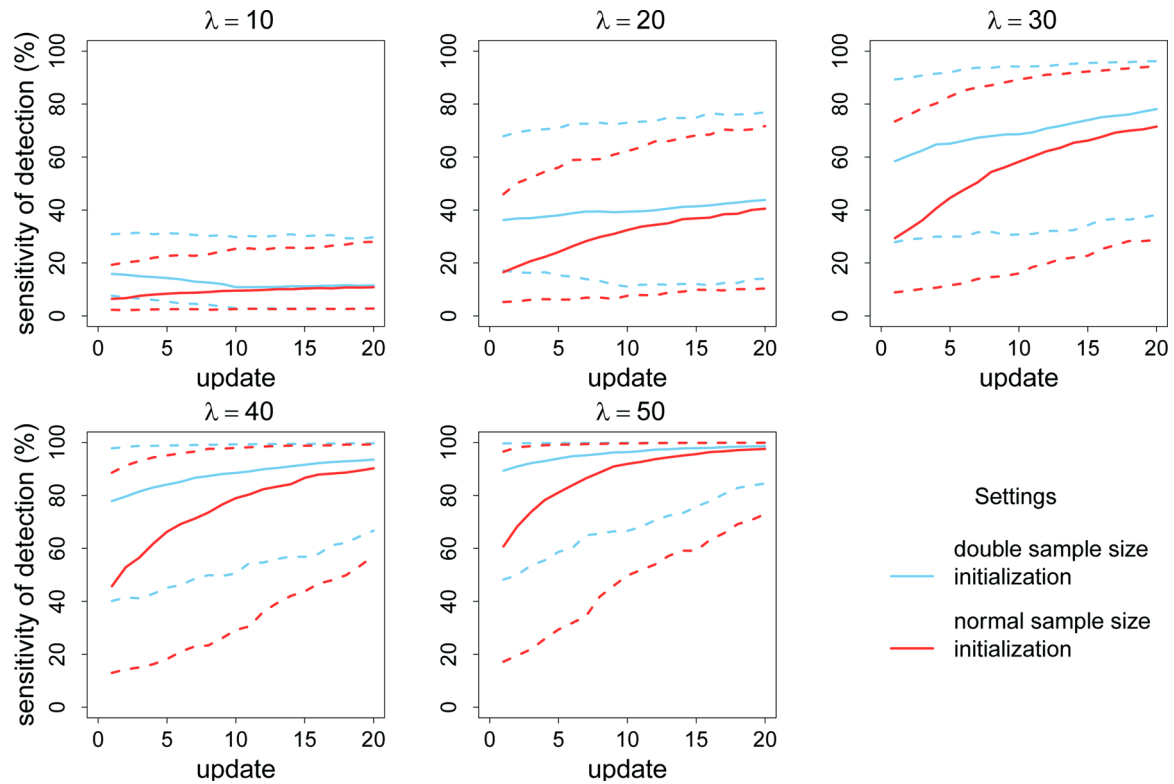 λ = 10
λ = 20
λ = 30
sensitivity of detection (%)
0 20 40 60 80 100
0 20 40 60 80 100
0 20 40 60 80 100
0 5 10 15 20
0 5 10 15 20
0 5 10 15 20
update
update
update
λ = 40
λ = 50
sensitivity of detection (%)
0 20 40 60 80 100
0 20 40 60 80 100
0 5 10 15 20
0 5 10 15 20
update
update
Settings
double sample size
initialization
normal sample size
initialization